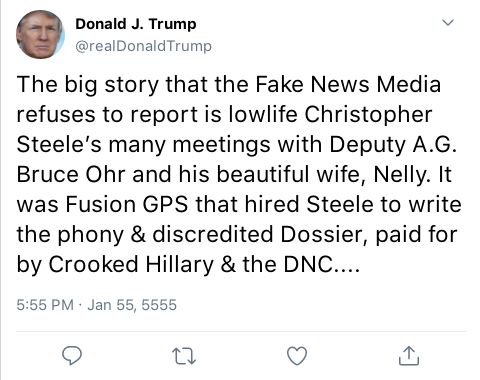 Donald J. Trump
@realDonaldTrump
The big story that the Fake News Media
refuses to report is lowlife Christopher
Steele’s many meetings with Deputy A.G.
Bruce Ohr and his beautiful wife, Nelly. It
was Fusion GPS that hired Steele to write
the phony & discredited Dossier, paid for
by Crooked Hillary & the DNC....
5:55 PM · Jan 55, 5555